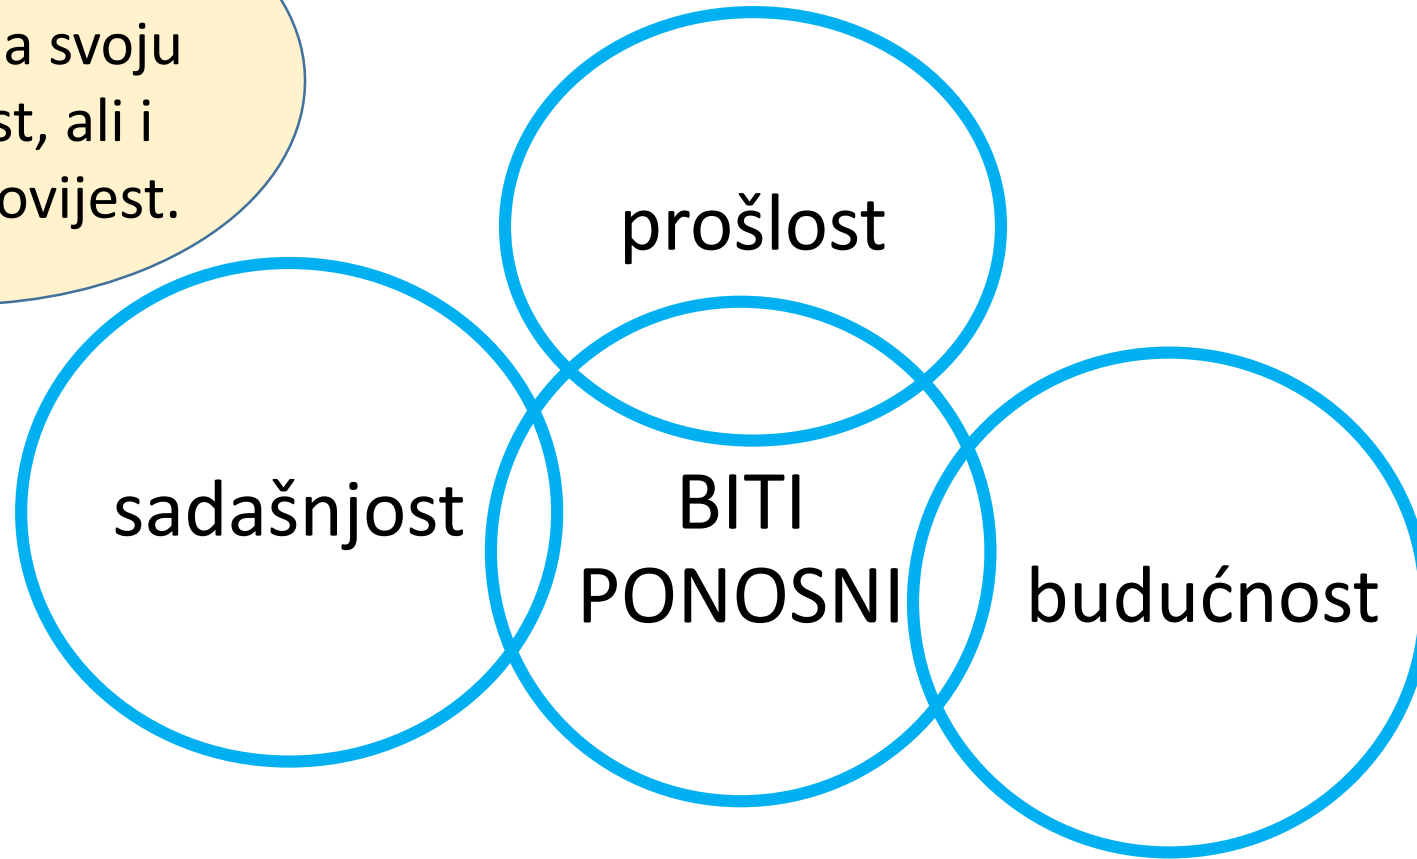 a svoju
st, ali i
ovijest.
prošlost
sadašnjost
BITI
PONOSNI
budućnost